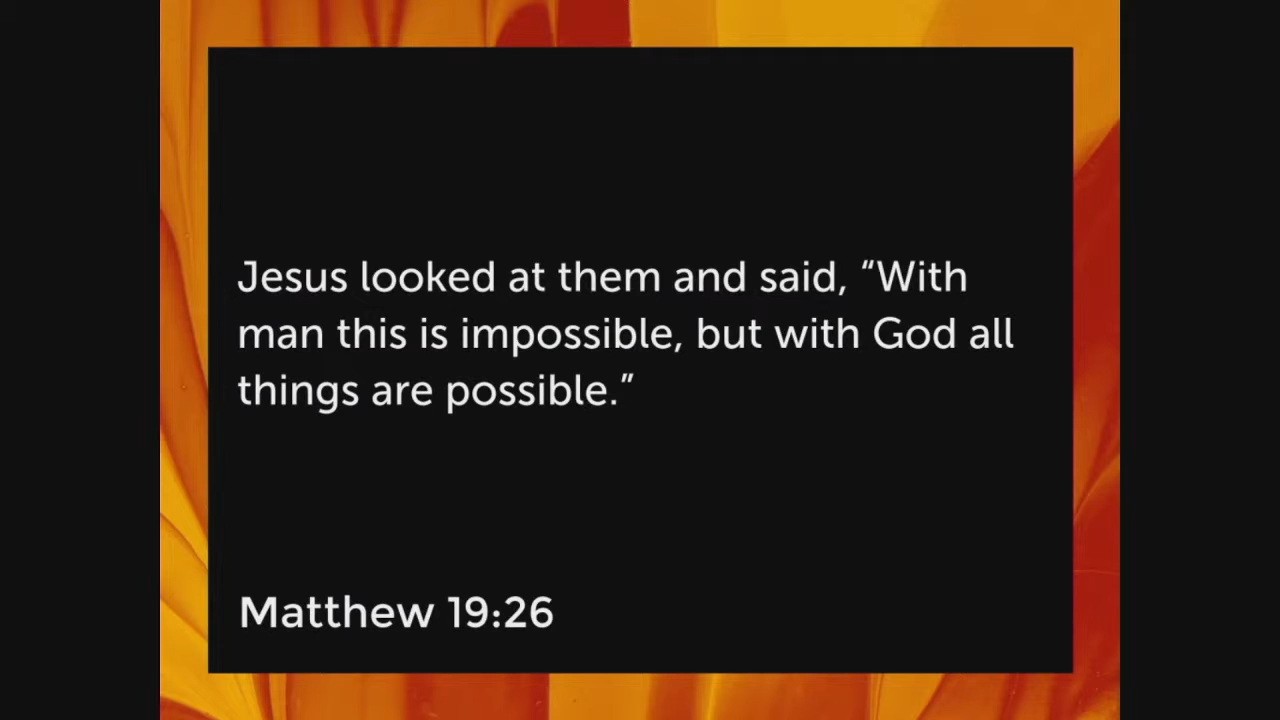 Jesus looked at them and said, “With
man this is impossible, but with God all
things are possible.”
Matthew 19:26